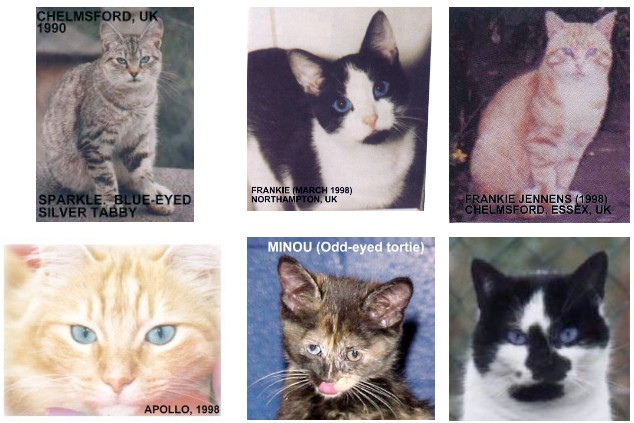 CHELMSFORD, UK
1990
SPARKLE. BLUE-EYED
SILVER TABBY
FRANKIE (MARCH 1998)
NORTHAMPTON, UK
FRANKIE JENNENS (1998)
CHELMSFORD, ESSEX, UK
APOLLO, 1998
MINOU (Odd-eyed tortie)